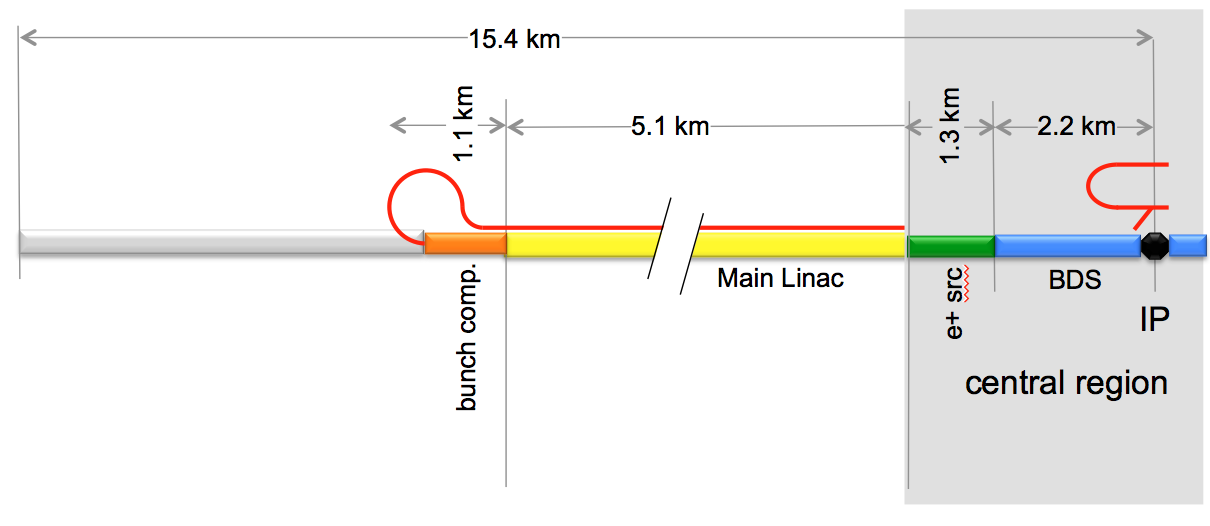 15.4 km
1.1 km
5.1 km
1.3 km
2.2 km
bunch comp.
Main Linac
e+ src
BDS
IP
central region